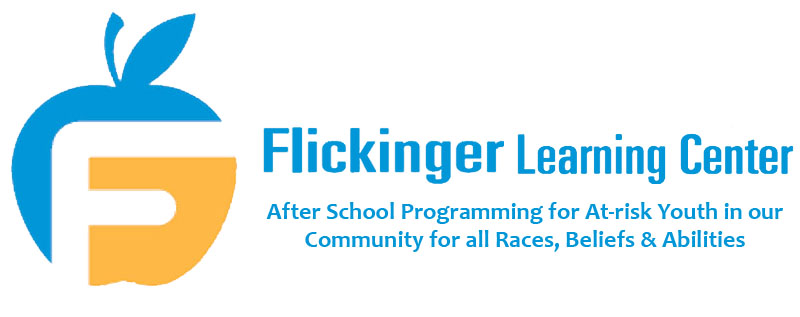 Flickinger Learning Center
After School Programming for At-risk Youth in our
Community for all Races, Beliefs & Abilities